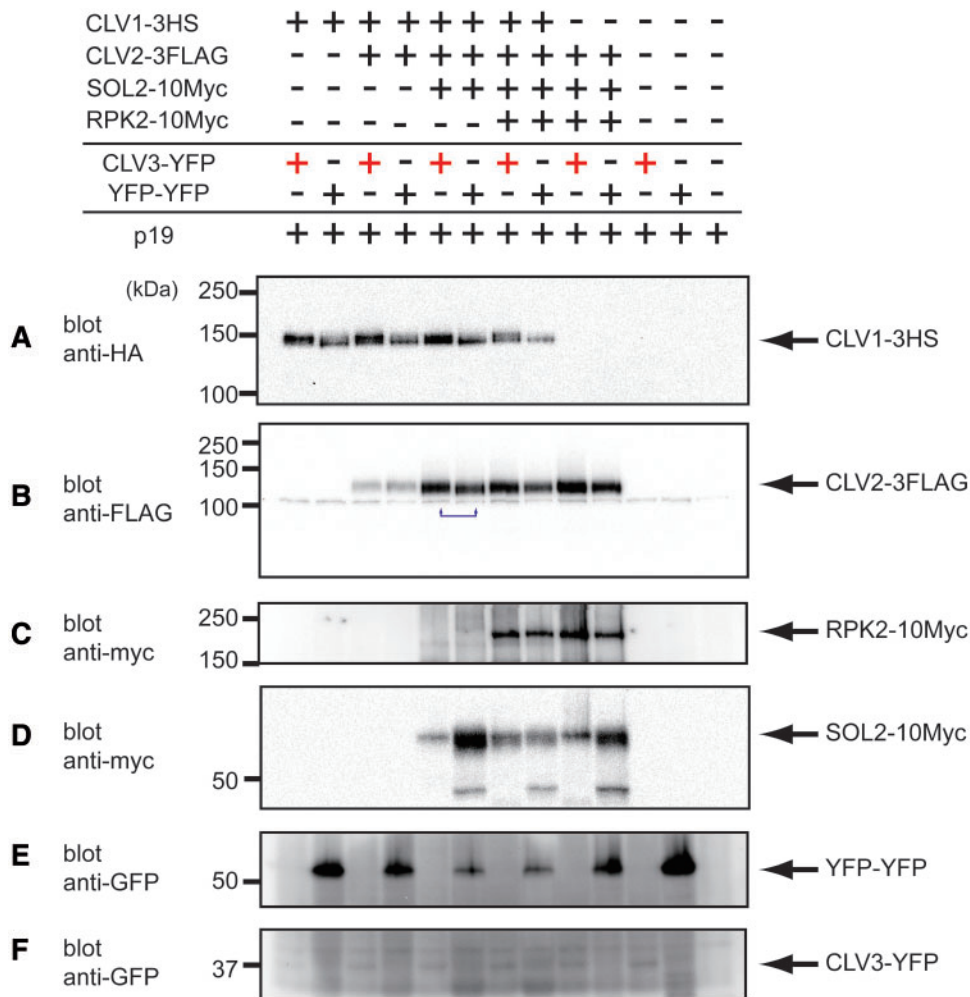 CLV1-3HS + + + + + + + + - - - - -
CLV2-3FLAG - - + + + + + + + + - - -
SOL2-10Myc - - - - + + + + + + - - -
RPK2-10Myc - - - - - - + + + + - - -
CLV3-YFP + - + - + - + - + - + - -
YFP-YFP - + - + - + - + - + - + -
p19 + + + + + + + + + + + + +
(kDa)
A
blot
anti-HA
250
150
100
CLV1-3HS
B
blot
anti-FLAG
250
150
100
CLV2-3FLAG
C
blot
anti-myc
250
150
RPK2-10Myc
D
blot
anti-myc
50
SOL2-10Myc
E
blot
anti-GFP
50
YFP-YFP
F
blot
anti-GFP
37
CLV3-YFP